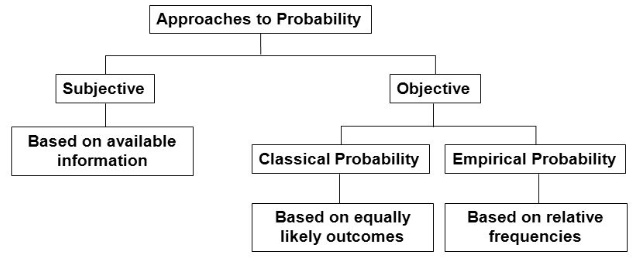 Approaches to Probability
Subjective
Objective
Based on available
information
Classical Probability
Empirical Probability
Based on equally
likely outcomes
Based on relative
frequencies